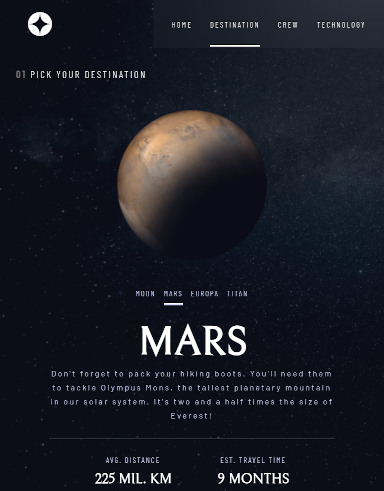 HOME DESTINATION CREW TECHNOLOGY
01 PICK YOUR DESTINATION
MOON MARS EUROPA TITAN
MARS
Don't forget to pack your hiking boots. You'll need them
to tackle Olympus Mons, the tallest planetary mountain
in our solar system. It's two and a half times the size of
Everest!
AVG. DISTANCE EST. TRAVEL TIME
225 MIL. KM 9 MONTHS